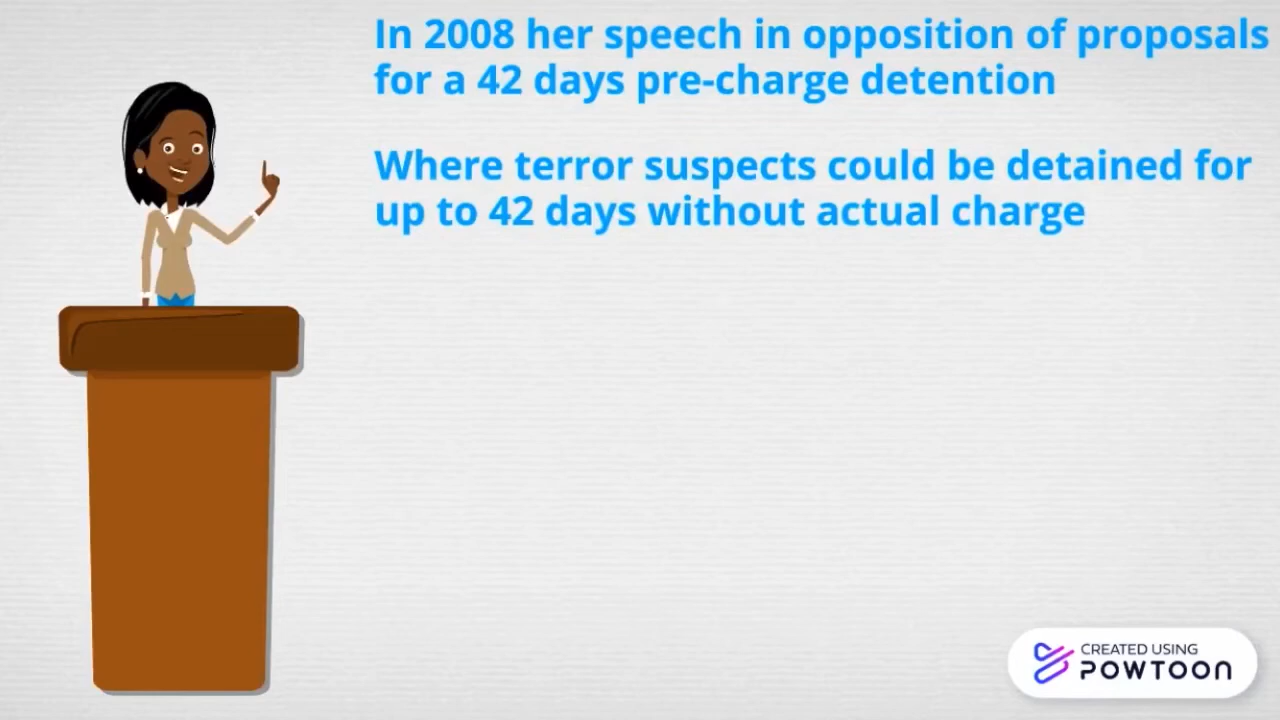 In 2008 her speech in opposition of proposals
for a 42 days pre-charge detention
Where terror suspects could be detained for
up to 42 days without actual charge
CREATED USING
POWTOON